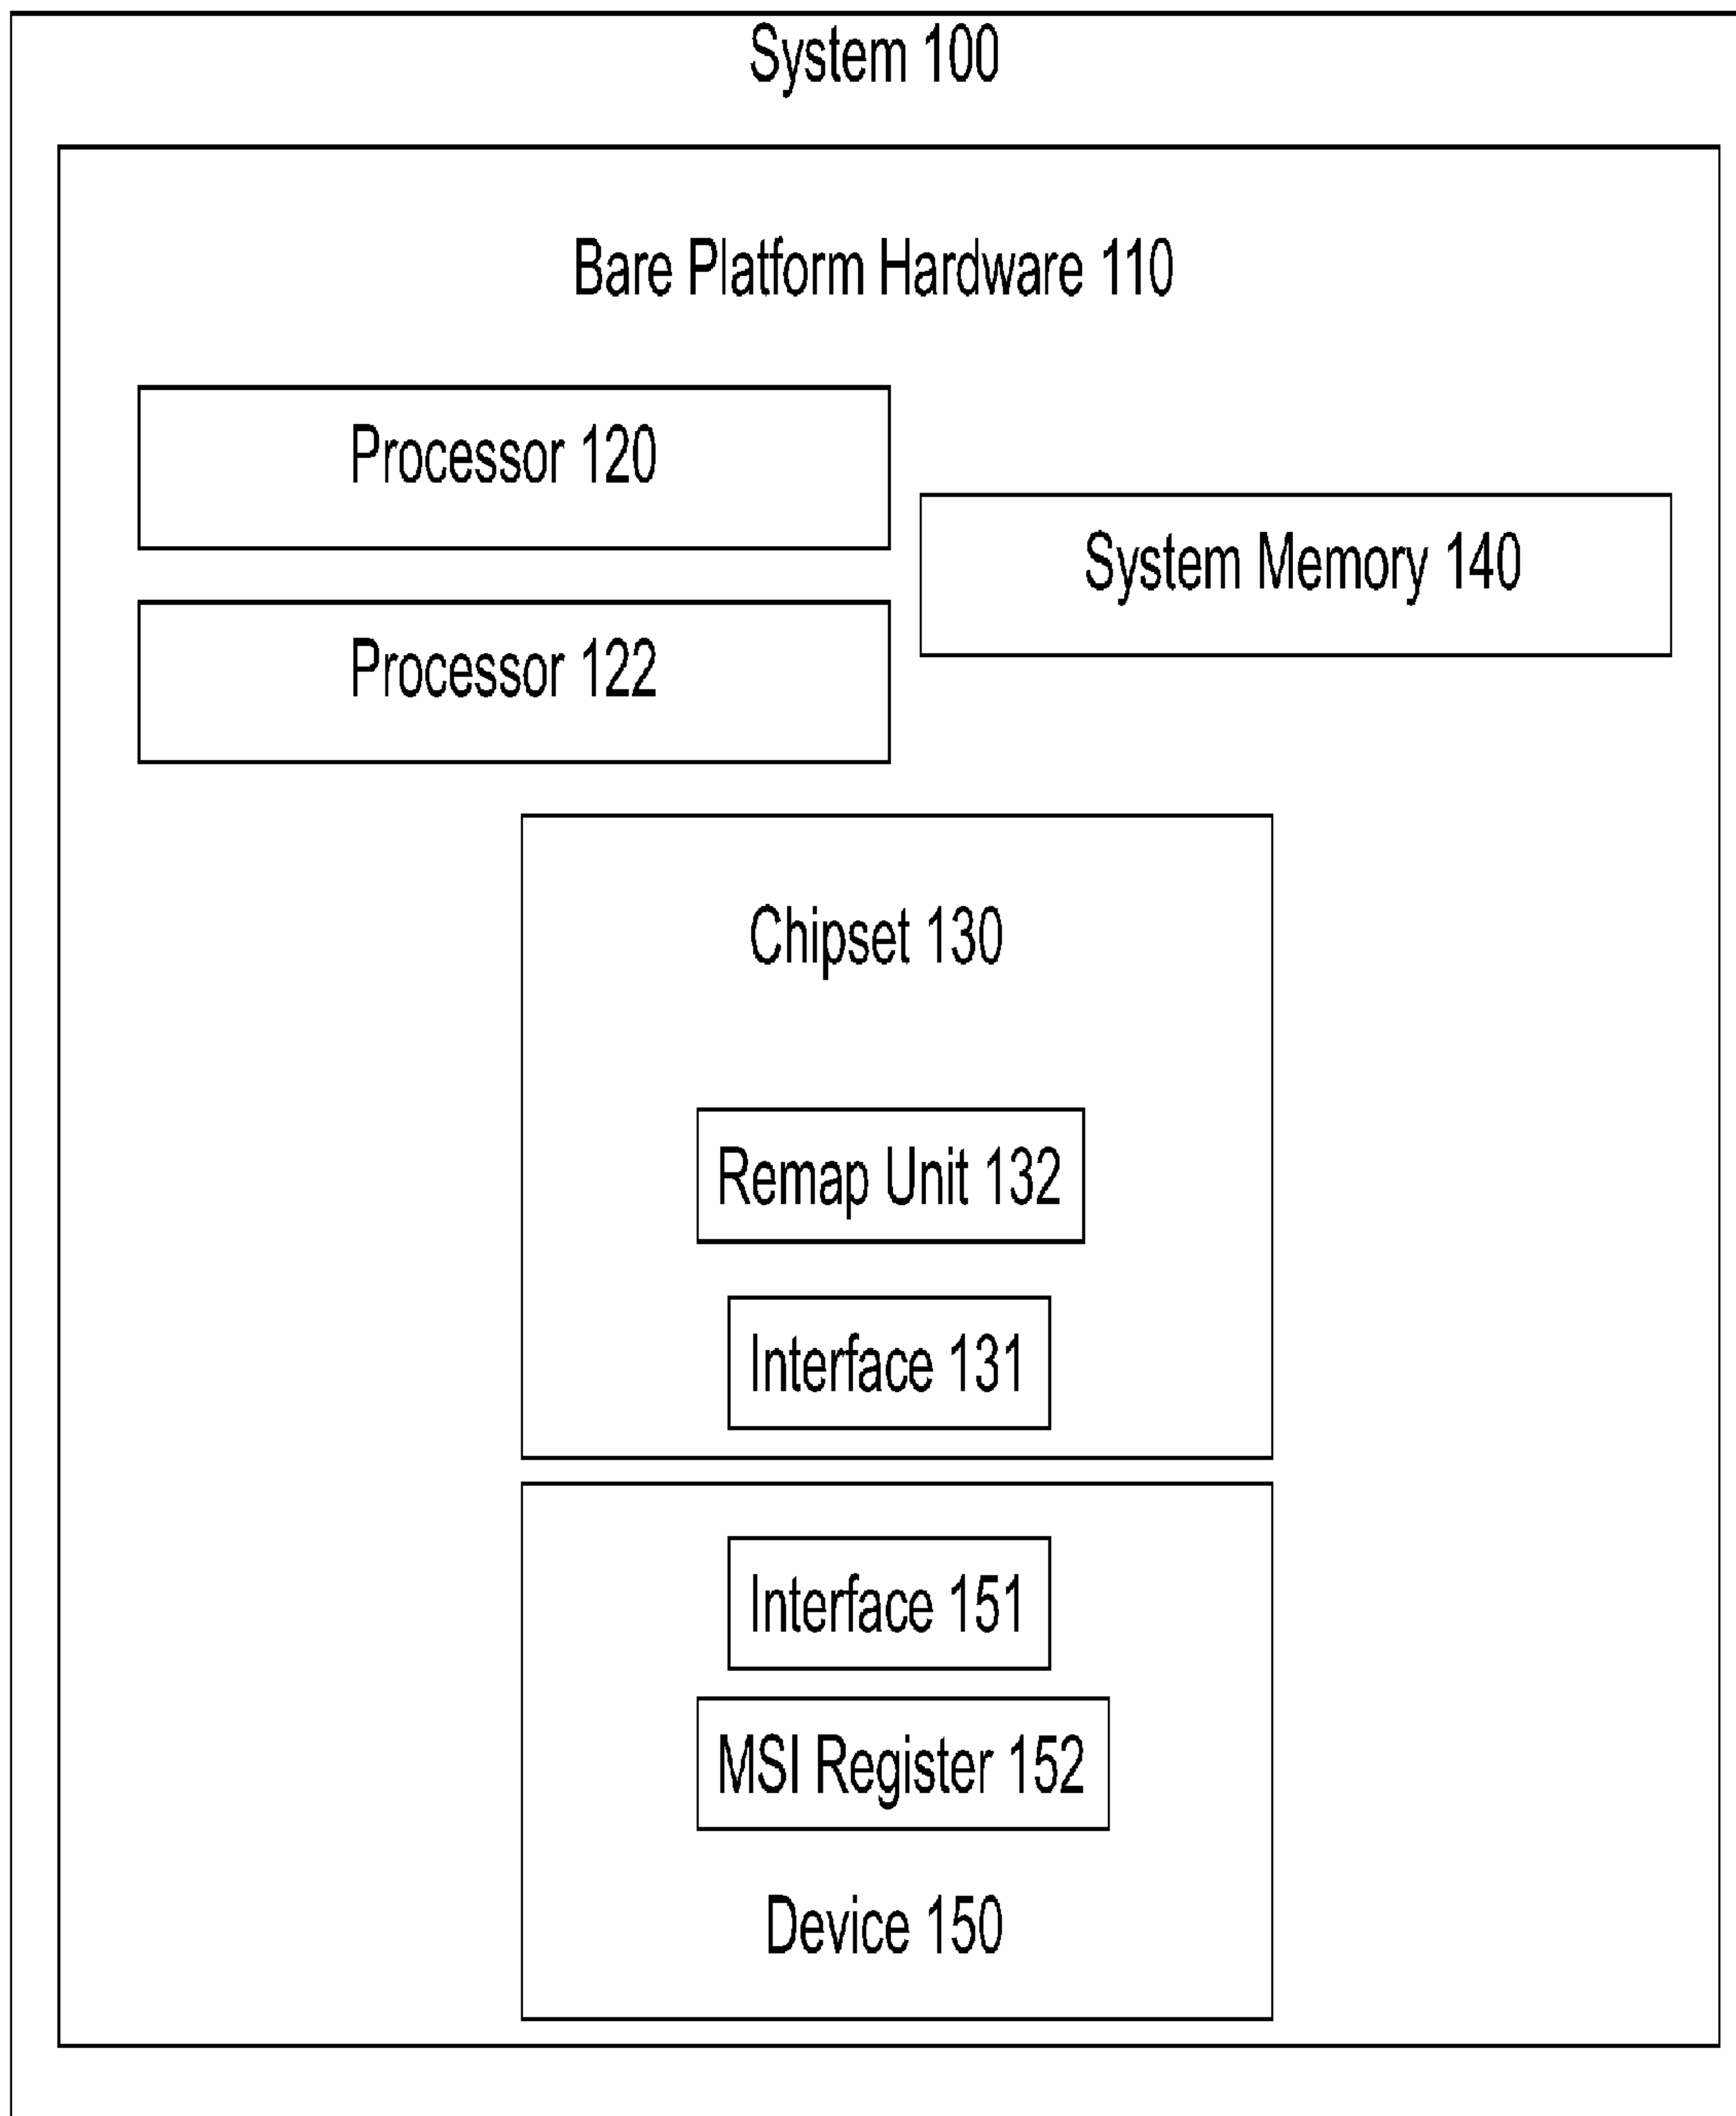 System 100
Bare Platform Hardware 110
Processor 120
System Memory 140
Processor 122
Chipset 130
Remap Unit 132
Interface 131
Interface 151
MSI Register 152
Device 150